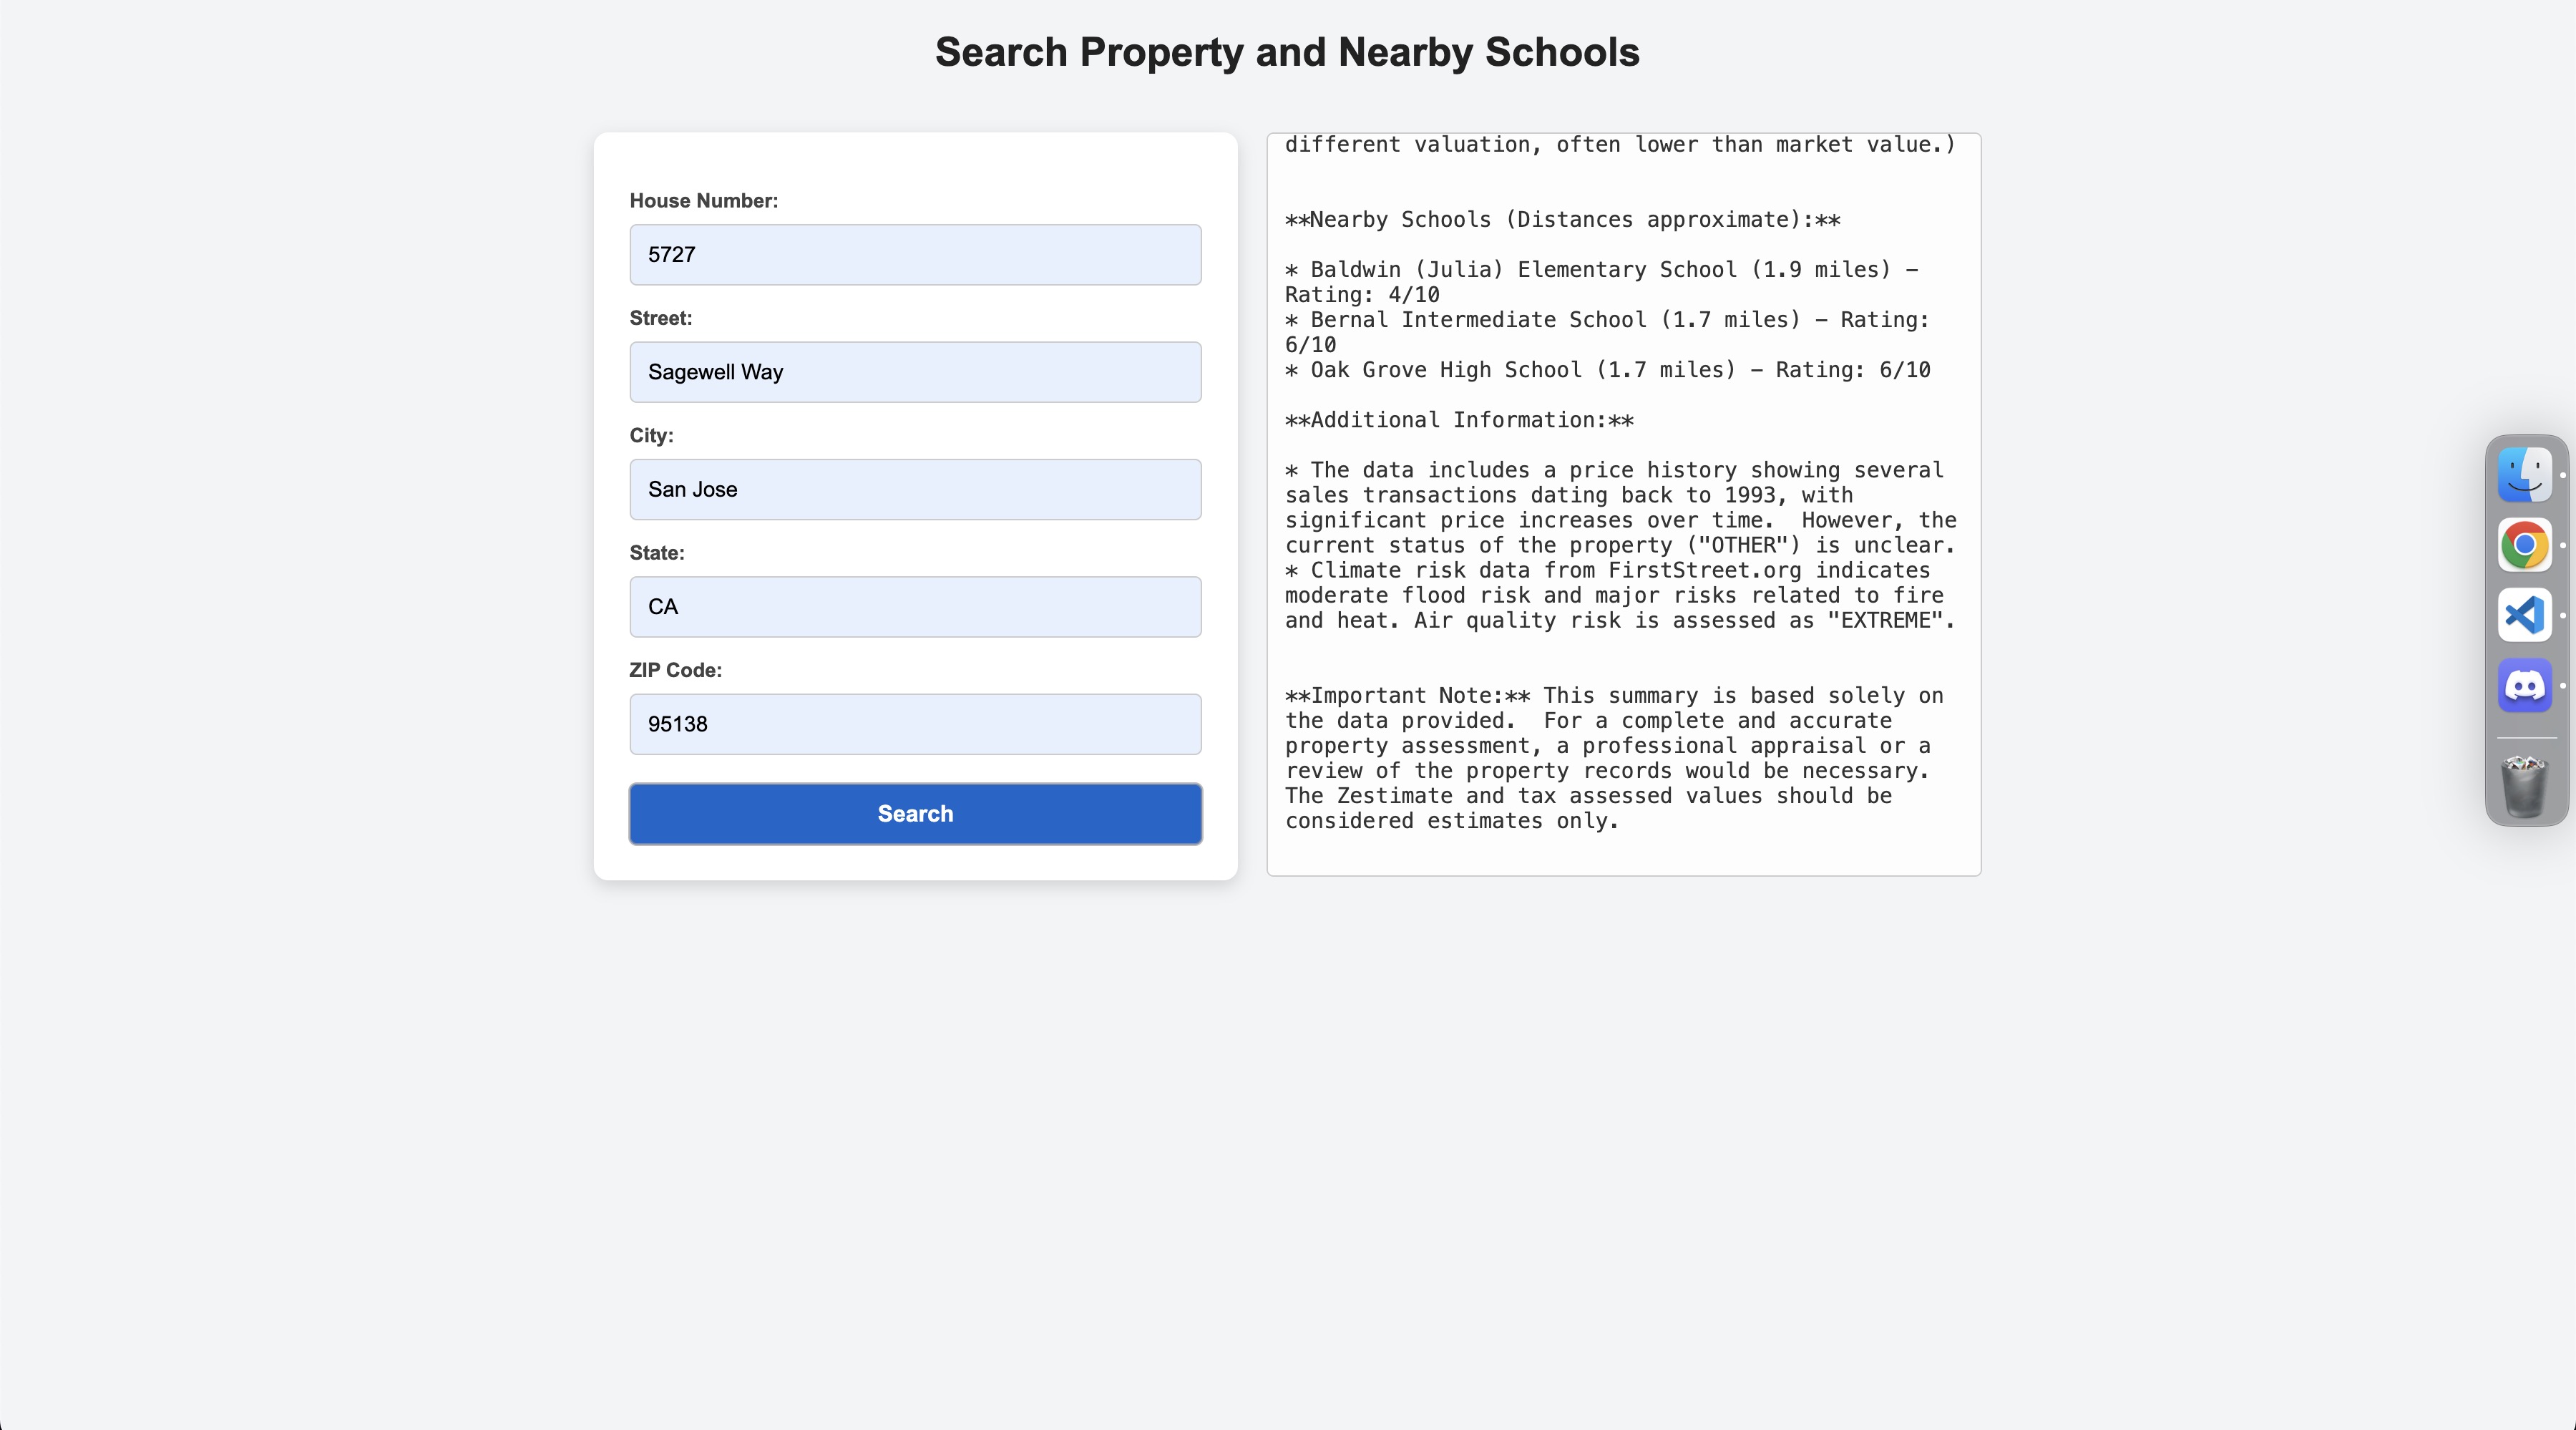 Search Property and Nearby Schools
House Number:
5727
Street:
Sagewell Way
City:
San Jose
State:
CA
ZIP Code:
95138
Search
different valuation, often lower than market value.)
**Nearby Schools (Distances approximate):**
* Baldwin (Julia) Elementary School (1.9 miles) –
Rating: 4/10
* Bernal Intermediate School (1.7 miles) – Rating:
6/10
* Oak Grove High School (1.7 miles) – Rating: 6/10
**Additional Information:**
* The data includes a price history showing several
sales transactions dating back to 1993, with
significant price increases over time.  However, the
current status of the property ("OTHER") is unclear.
* Climate risk data from FirstStreet.org indicates
moderate flood risk and major risks related to fire
and heat. Air quality risk is assessed as "EXTREME".
**Important Note:** This summary is based solely on
the data provided.  For a complete and accurate
property assessment, a professional appraisal or a
review of the property records would be necessary.
The Zestimate and tax assessed values should be
considered estimates only.